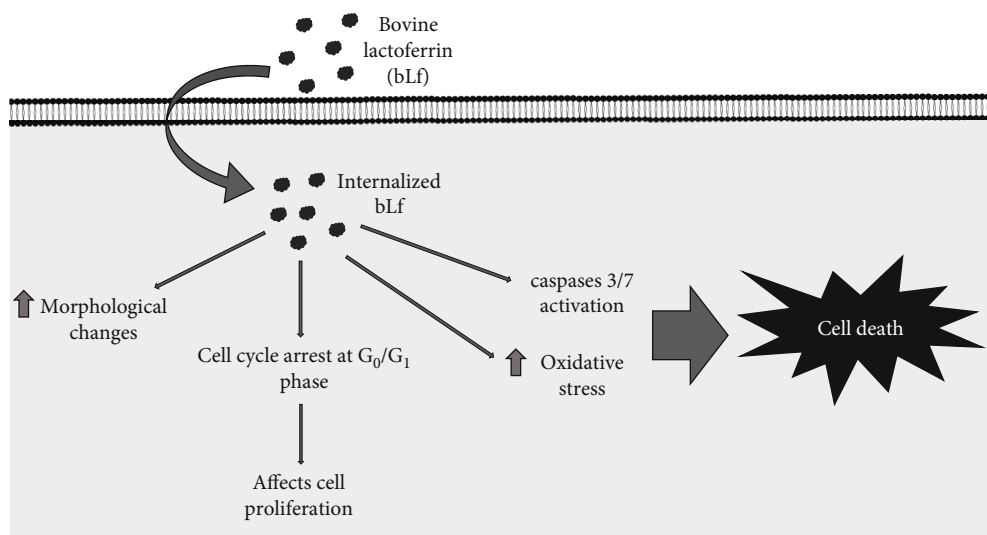 Bovine
lactoferrin
(bLf)
Internalized
bLf
Morphological
changes
Cell cycle arrest at G₀/G₁
phase
Affects cell
proliferation
caspases 3/7
activation
Oxidative
stress
Cell death